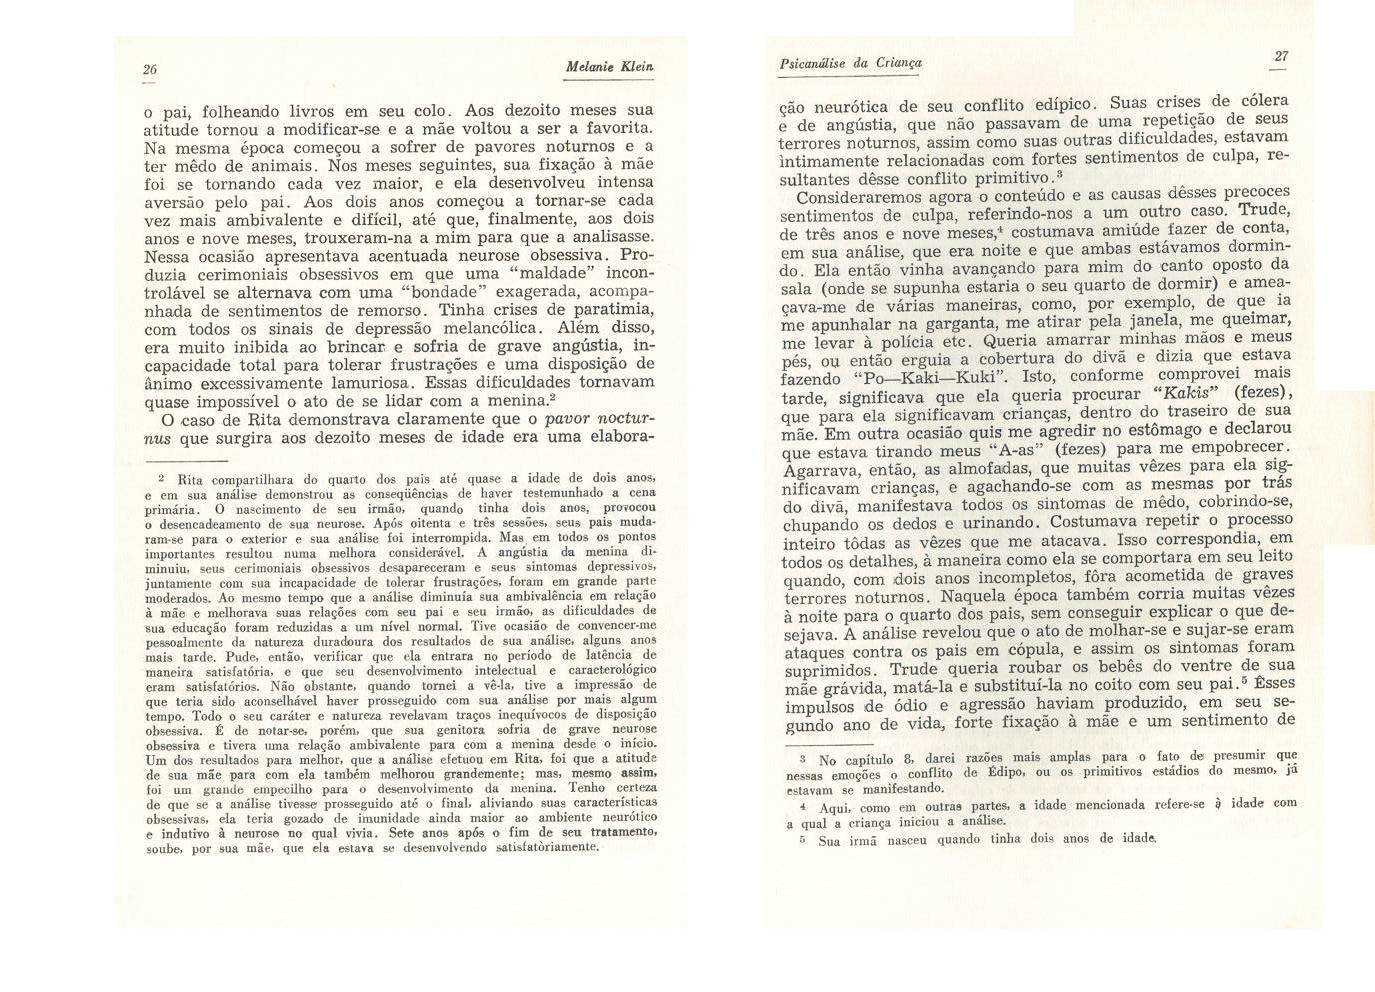 26
Melanie Klein
o pai, folheando livros em seu colo. Aos dezoito meses sua
atitude tornou a modificar-se e a mãe voltou a ser a favorita.
Na mesma época começou a sofrer de pavores noturnos e a
ter mêdo de animais. Nos meses seguintes, sua fixação à mãe
foi se tornando cada vez maior, e ela desenvolveu intensa
aversão pelo pai. Aos dois anos começou a tornar-se cada
vez mais ambivalente e difícil, até que, finalmente, aos dois
anos e nove meses, trouxeram-na a mim para que a analisasse.
Nessa ocasião apresentava acentuada neurose obsessiva. Pro-
duzia cerimoniais obsessivos em que uma “maldade” incon-
trolável se alternava com uma “bondade” exagerada, acompa-
nhada de sentimentos de remorso. Tinha crises de paratimia,
com todos os sinais de depressão melancólica. Além disso,
era muito inibida ao brincar e sofria de grave angústia, in-
capacidade total para tolerar frustrações e uma disposição de
ânimo excessivamente lamuriosa. Essas dificuldades tornavam
quase impossível o ato de se lidar com a menina.²
O caso de Rita demonstrava claramente que o pavor noctur-
nus que surgira aos dezoito meses de idade era uma elabora-
² Rita compartilhara do quarto dos pais até quase a idade de dois anos,
e em sua análise demonstrou as conseqüências de haver testemunhado a cena
primária. O nascimento de seu irmão, quando tinha dois anos, provocou
o desencadeamento de sua neurose. Após oitenta e três sessões, seus pais muda-
ram-se para o exterior e sua análise foi interrompida. Mas em todos os pontos
importantes resultou numa melhora considerável. A angústia da menina di-
minuiu, seus cerimoniais obsessivos desapareceram e seus sintomas depressivos,
juntamente com sua incapacidade de tolerar frustrações, foram em grande parte
moderados. Ao mesmo tempo que a análise diminuía sua ambivalência em relação
à mãe e melhorava suas relações com seu pai e seu irmão, as dificuldades de
sua educação foram reduzidas a um nível normal. Tive ocasião de convencer-me
pessoalmente da natureza duradoura dos resultados de sua análise, alguns anos
mais tarde. Pude, então, verificar que ela entrara no período de latência de
maneira satisfatória, e que seu desenvolvimento intelectual e caracterológico
eram satisfatórios. Não obstante, quando tornei a vê-la, tive a impressão de
que teria sido aconselhável haver prosseguido com sua análise por mais algum
tempo. Todo o seu caráter e natureza revelavam traços inequívocos de disposição
obsessiva. É de notar-se, porém, que sua genitora sofria de grave neurose
obsessiva e tivera uma relação ambivalente para com a menina desde o início.
Um dos resultados para melhor, que a análise efetuou em Rita, foi que a atitude
de sua mãe para com ela também melhorou grandemente; mas, mesmo assim,
foi um grande empecilho para o desenvolvimento da menina. Tenho certeza
de que se a análise tivesse prosseguido até o final, aliviando suas características
obsessivas, ela teria gozado de imunidade ainda maior ao ambiente neurótico
e indutivo à neurose no qual vivia. Sete anos após o fim de seu tratamento,
soube, por sua mãe, que ela estava se desenvolvendo satisfatòriamente.
Psicanálise da Criança
27
ção neurótica de seu conflito edípico. Suas crises de cólera
e de angústia, que não passavam de uma repetição de seus
terrores noturnos, assim como suas outras dificuldades, estavam
intimamente relacionadas com fortes sentimentos de culpa, re-
sultantes dêsse conflito primitivo.³
Consideraremos agora o conteúdo e as causas dêsses precoces
sentimentos de culpa, referindo-nos a um outro caso. Trude,
de três anos e nove meses,⁴ costumava amiúde fazer de conta,
em sua análise, que era noite e que ambas estávamos dormin-
do. Ela então vinha avançando para mim do canto oposto da
sala (onde se supunha estaria o seu quarto de dormir) e amea-
çava-me de várias maneiras, como, por exemplo, de que ia
me apunhalar na garganta, me atirar pela janela, me queimar,
me levar à polícia etc. Queria amarrar minhas mãos e meus
pés, ou então erguia a cobertura do divã e dizia que estava
fazendo “Po—Kaki—Kuki”. Isto, conforme comprovei mais
tarde, significava que ela queria procurar “Kakis” (fezes),
que para ela significavam crianças, dentro do traseiro de sua
mãe. Em outra ocasião quis me agredir no estômago e declarou
que estava tirando meus “A-as” (fezes) para me empobrecer.
Agarrava, então, as almofadas, que muitas vêzes para ela sig-
nificavam crianças, e agachando-se com as mesmas por trás
do divã, manifestava todos os sintomas de mêdo, cobrindo-se,
chupando os dedos e urinando. Costumava repetir o processo
inteiro tôdas as vêzes que me atacava. Isso correspondia, em
todos os detalhes, à maneira como ela se comportara em seu leito
quando, com dois anos incompletos, fôra acometida de graves
terrores noturnos. Naquela época também corria muitas vêzes
à noite para o quarto dos pais, sem conseguir explicar o que de-
sejava. A análise revelou que o ato de molhar-se e sujar-se eram
ataques contra os pais em cópula, e assim os sintomas foram
suprimidos. Trude queria roubar os bebês do ventre de sua
mãe grávida, matá-la e substituí-la no coito com seu pai.⁵ Êsses
impulsos de ódio e agressão haviam produzido, em seu se-
gundo ano de vida, forte fixação à mãe e um sentimento de
³ No capítulo 8, darei razões mais amplas para o fato de presumir que
nessas emoções o conflito de Édipo, ou os primitivos estádios do mesmo, já
estavam se manifestando.
⁴ Aqui, como em outras partes, a idade mencionada refere-se à idade com
a qual a criança iniciou a análise.
⁵ Sua irmã nasceu quando tinha dois anos de idade.